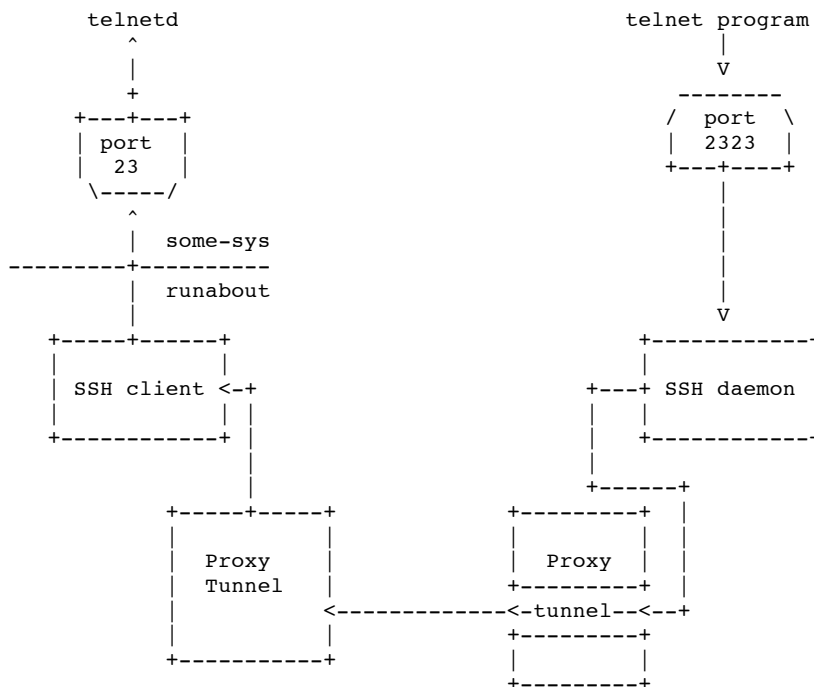 telnetd telnet program
port port
23 2323
some-sys
runabout
SSH client SSH daemon
Proxy Proxy
Tunnel
tunnel